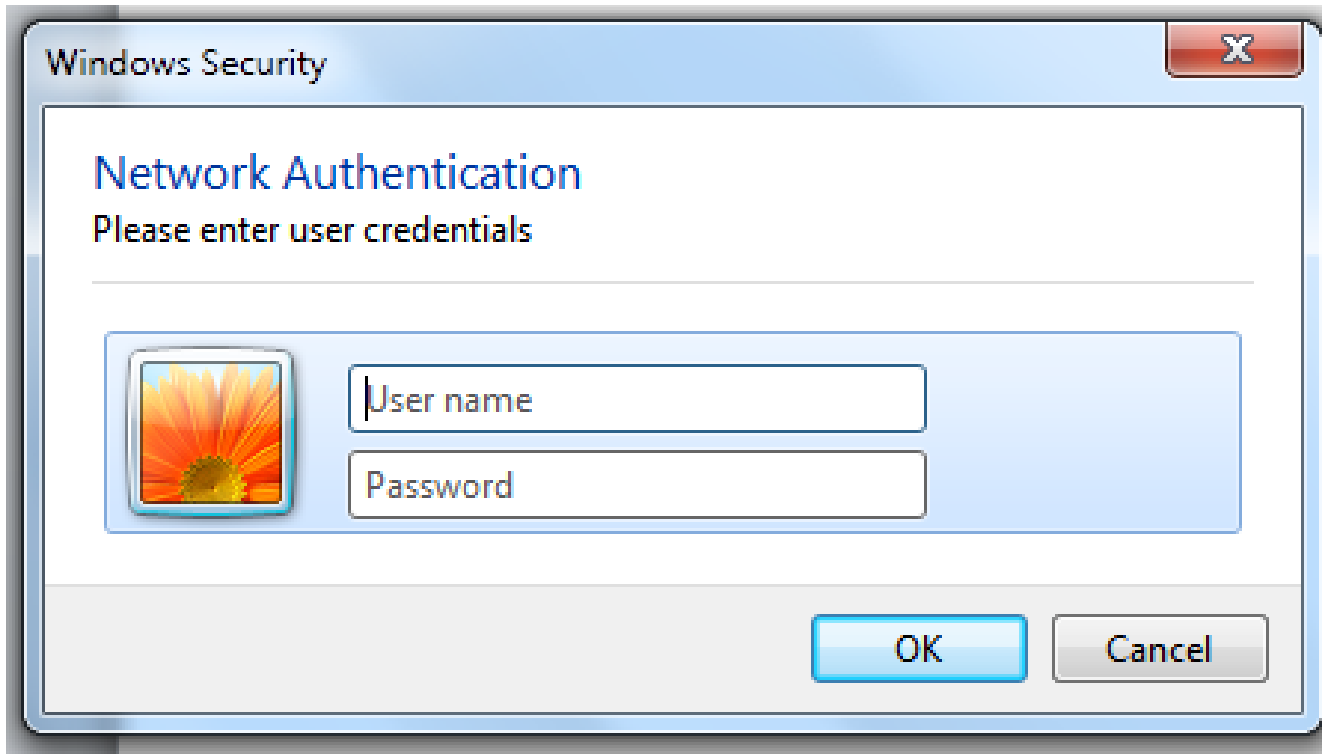 Windows Security
Network Authentication
Please enter user credentials
User name
Password
OK
Cancel